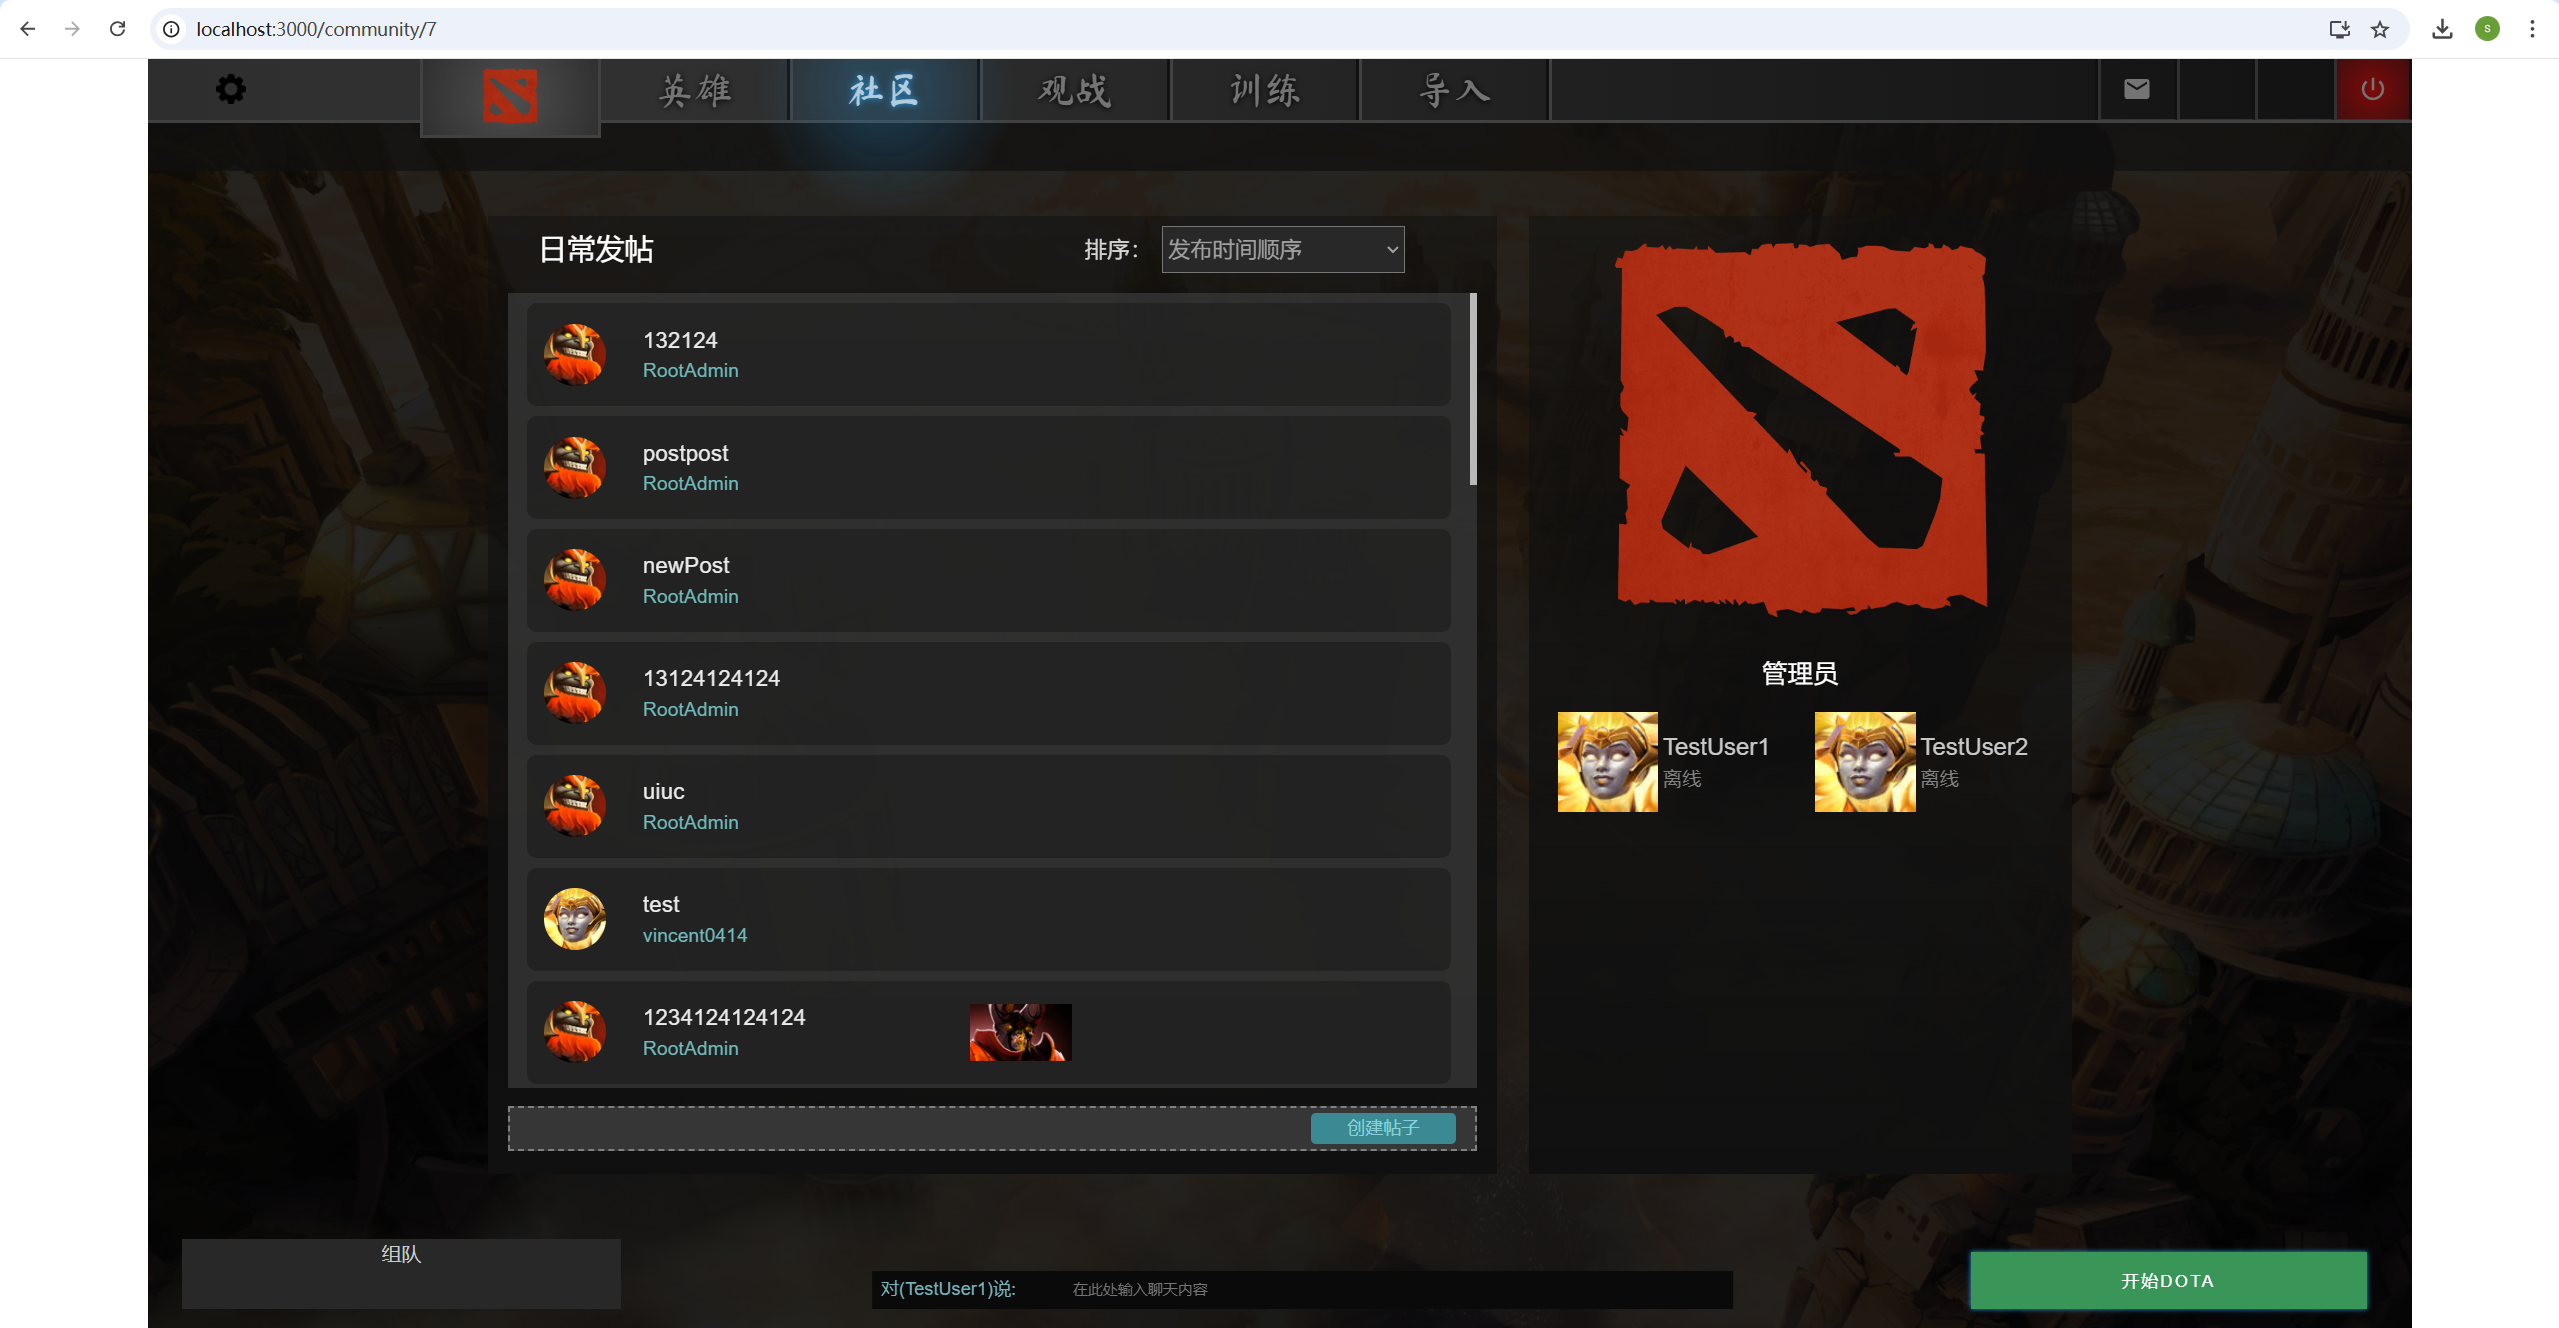 localhost:3000/community/7
S
英雄 社区 观战 训练 导入
日常发帖
排序： 发布时间顺序
132124
RootAdmin
postpost
RootAdmin
newPost
RootAdmin
13124124124
RootAdmin
uiuc
RootAdmin
test
vincent0414
1234124124124
RootAdmin
创建帖子
管理员
TestUser1
离线
TestUser2
离线
组队
对(TestUser1)说: 在此处输入聊天内容
开始DOTA